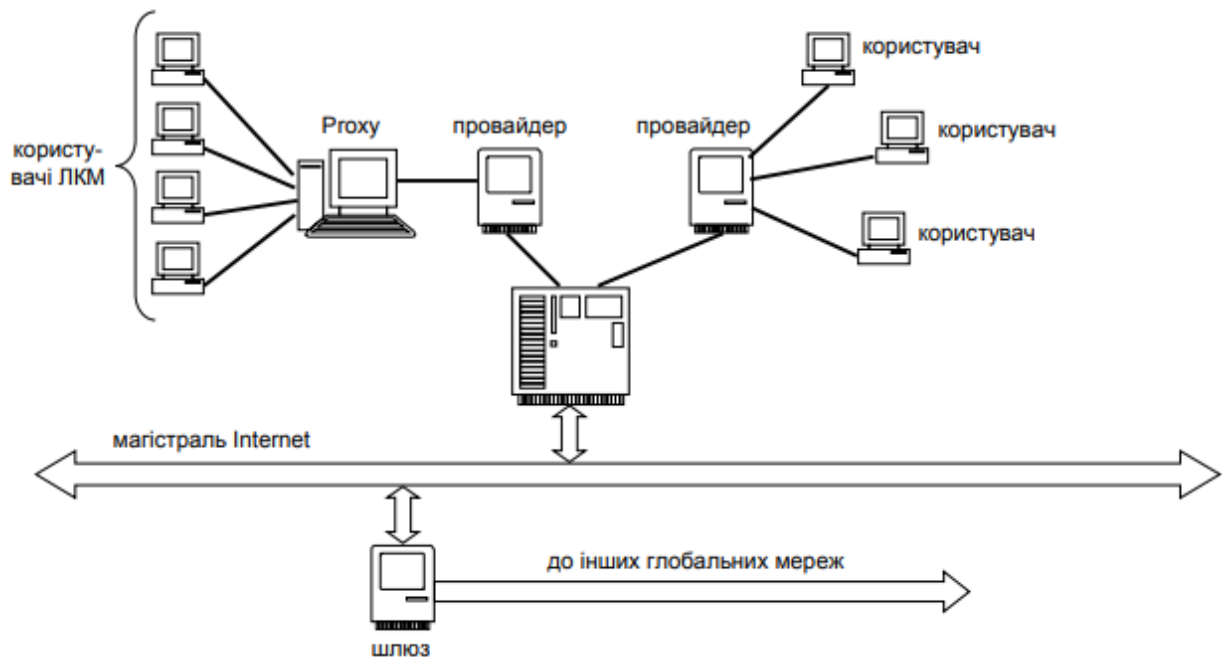 користувач
Proxy
провайдер
провайдер
користувач
користу-
вачі ЛКМ
користувач
магістраль Internet
до інших глобальних мереж
шлюз